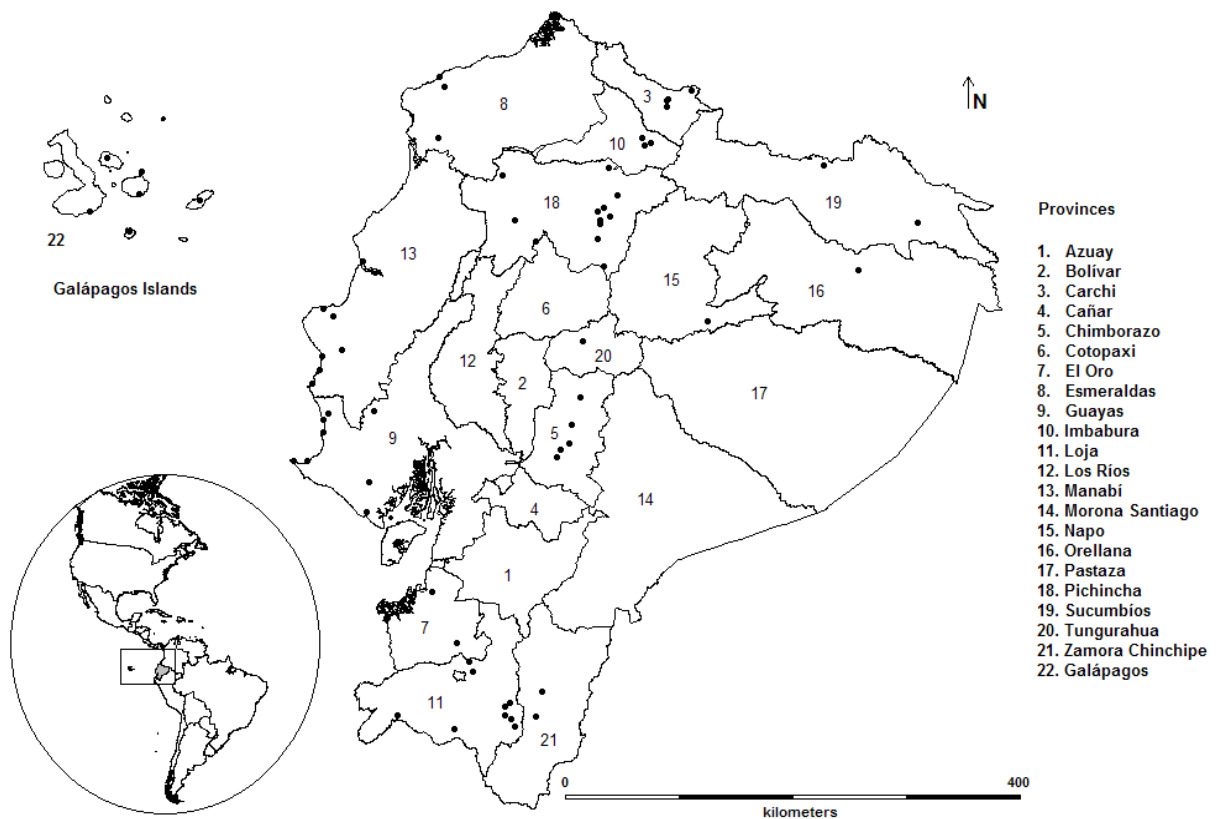 N
8
3
10
19
18
22
Galápagos Islands
13
15
16
6
12
20
2
17
9
5
14
4
1
7
11
21
Provinces
1. Azuay
2. Bolívar
3. Carchi
4. Cañar
5. Chimborazo
6. Cotopaxi
7. El Oro
8. Esmeraldas
9. Guayas
10. Imbabura
11. Loja
12. Los Ríos
13. Manabí
14. Morona Santiago
15. Napo
16. Orellana
17. Pastaza
18. Pichincha
19. Sucumbíos
20. Tungurahua
21. Zamora Chinchipe
22. Galápagos
0 400
kilometers